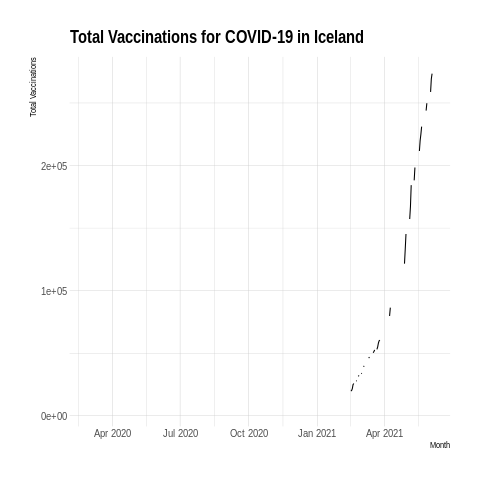 Total Vaccinations for COVID-19 in Iceland
Total Vaccinations
2e+05
1e+05
0e+00
Apr 2020 Jul 2020 Oct 2020 Jan 2021 Apr 2021
Month